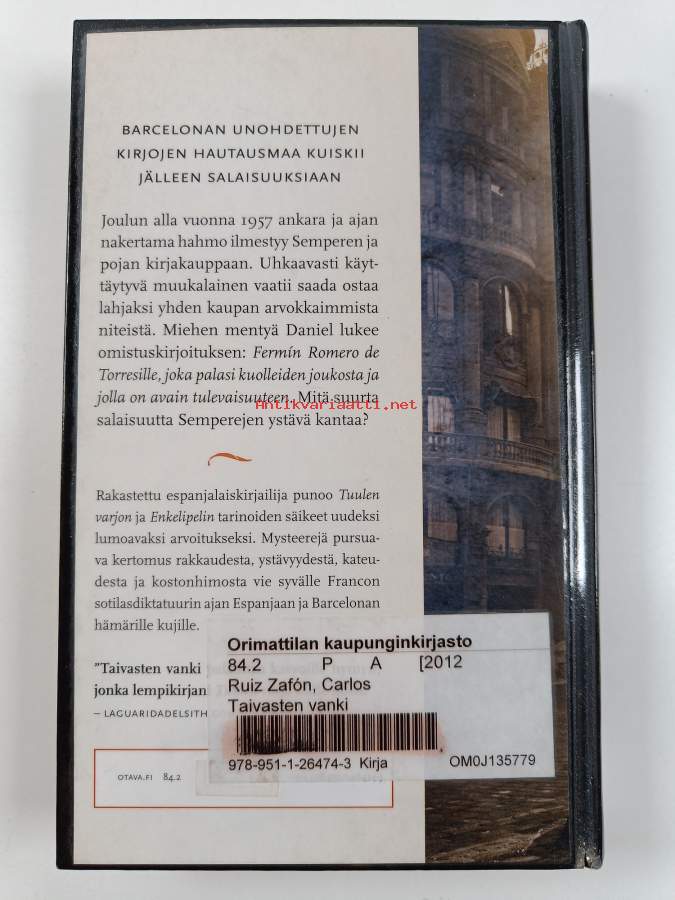 BARCELONAN UNOHDETTUJEN
KIRJOJEN HAUTAUSMAA KUISKII
JÄLLEEN SALAISUUKSIAAN
Joulun alla vuonna 1957 ankara ja ajan
nakertama hahmo ilmestyy Semperen ja
pojan kirjakauppaan. Uhkaavasti käyt-
täytyvä muukalainen vaatii saada ostaa
lahjaksi yhden kaupan arvokkaimmista
niteistä. Miehen mentyä Daniel lukee
omistuskirjoituksen: Fermín Romero de
Torresille, joka palasi kuolleiden joukosta ja
jolla on avain tulevaisuuteen. Mitä suurta
salaisuutta Semperejen ystävä kantaa?
Antikvariaatti.net
Rakastettu espanjalaiskirjailija punoo Tuulen
varjon ja Enkelipelin tarinoiden säikeet uudeksi
lumoavaksi arvoitukseksi. Mysteerejä pursua-
va kertomus rakkaudesta, ystävyydestä, kateu-
desta ja kostonhimosta vie syvälle Francon
sotilasdiktatuurin ajan Espanjaan ja Barcelonan
hämärille kujille.
"Taivasten vanki
jonka lempikirjani
– LAGUARIDADELSITH
Orimattilan kaupunginkirjasto
84.2 P A [2012
Ruiz Zafón, Carlos
Taivasten vanki
978-951-1-26474-3 Kirja OM0J135779
OTAVA.FI 84.2